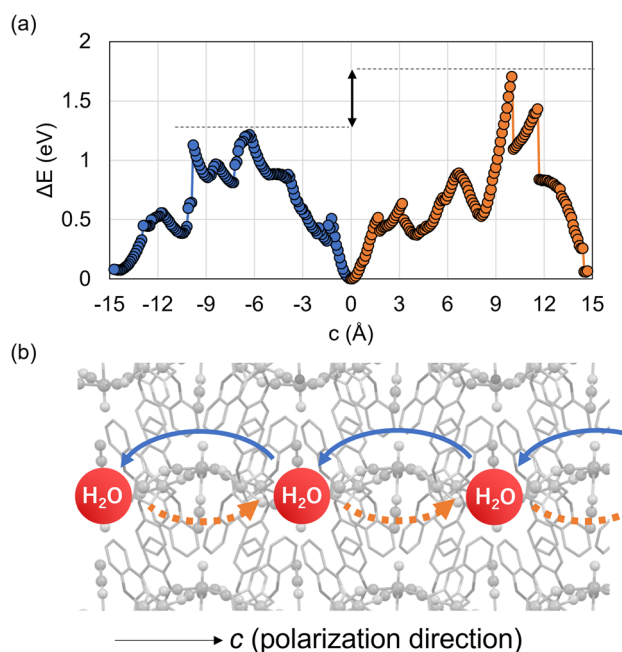 (a)
2
1.5
1
0.5
0
ΔE (eV)
-15 -12 -9 -6 -3 0 3 6 9 12 15
c (Å)
(b)
H₂O H₂O H₂O
c (polarization direction)